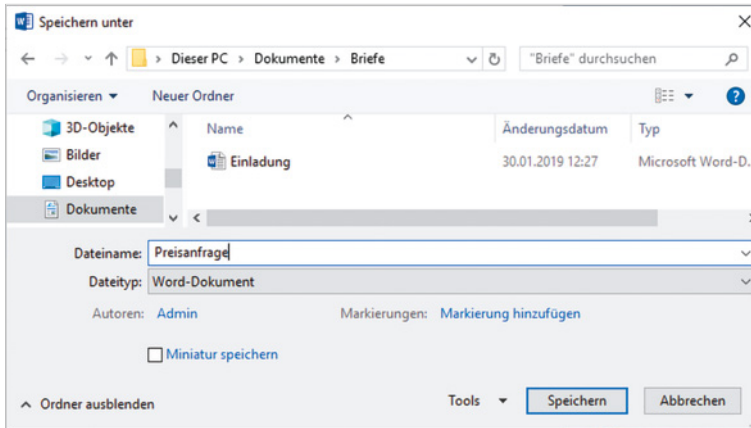 Speichern unter
Dieser PC > Dokumente > Briefe
"Briefe" durchsuchen
Organisieren
Neuer Ordner
?
3D-Objekte
Bilder
Desktop
Dokumente
Name
Änderungsdatum
Typ
Einladung
30.01.2019 12:27
Microsoft Word-D.
Dateiname: Preisanfrage
Dateityp: Word-Dokument
Autoren: Admin
Markierungen: Markierung hinzufügen
Miniatur speichern
Ordner ausblenden
Tools
Speichern
Abbrechen